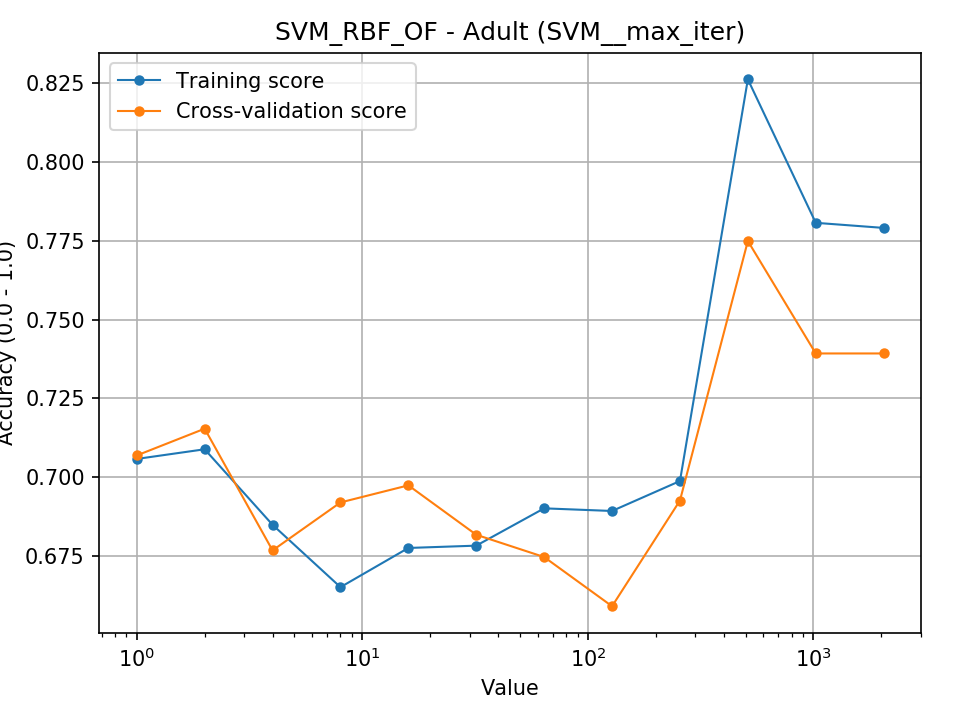 SVM_RBF_OF - Adult (SVM__max_iter)
Training score
Cross-validation score
Accuracy (0.0 - 1.0)
0.825
0.800
0.775
0.750
0.725
0.700
0.675
10⁰
10¹
10²
10³
Value